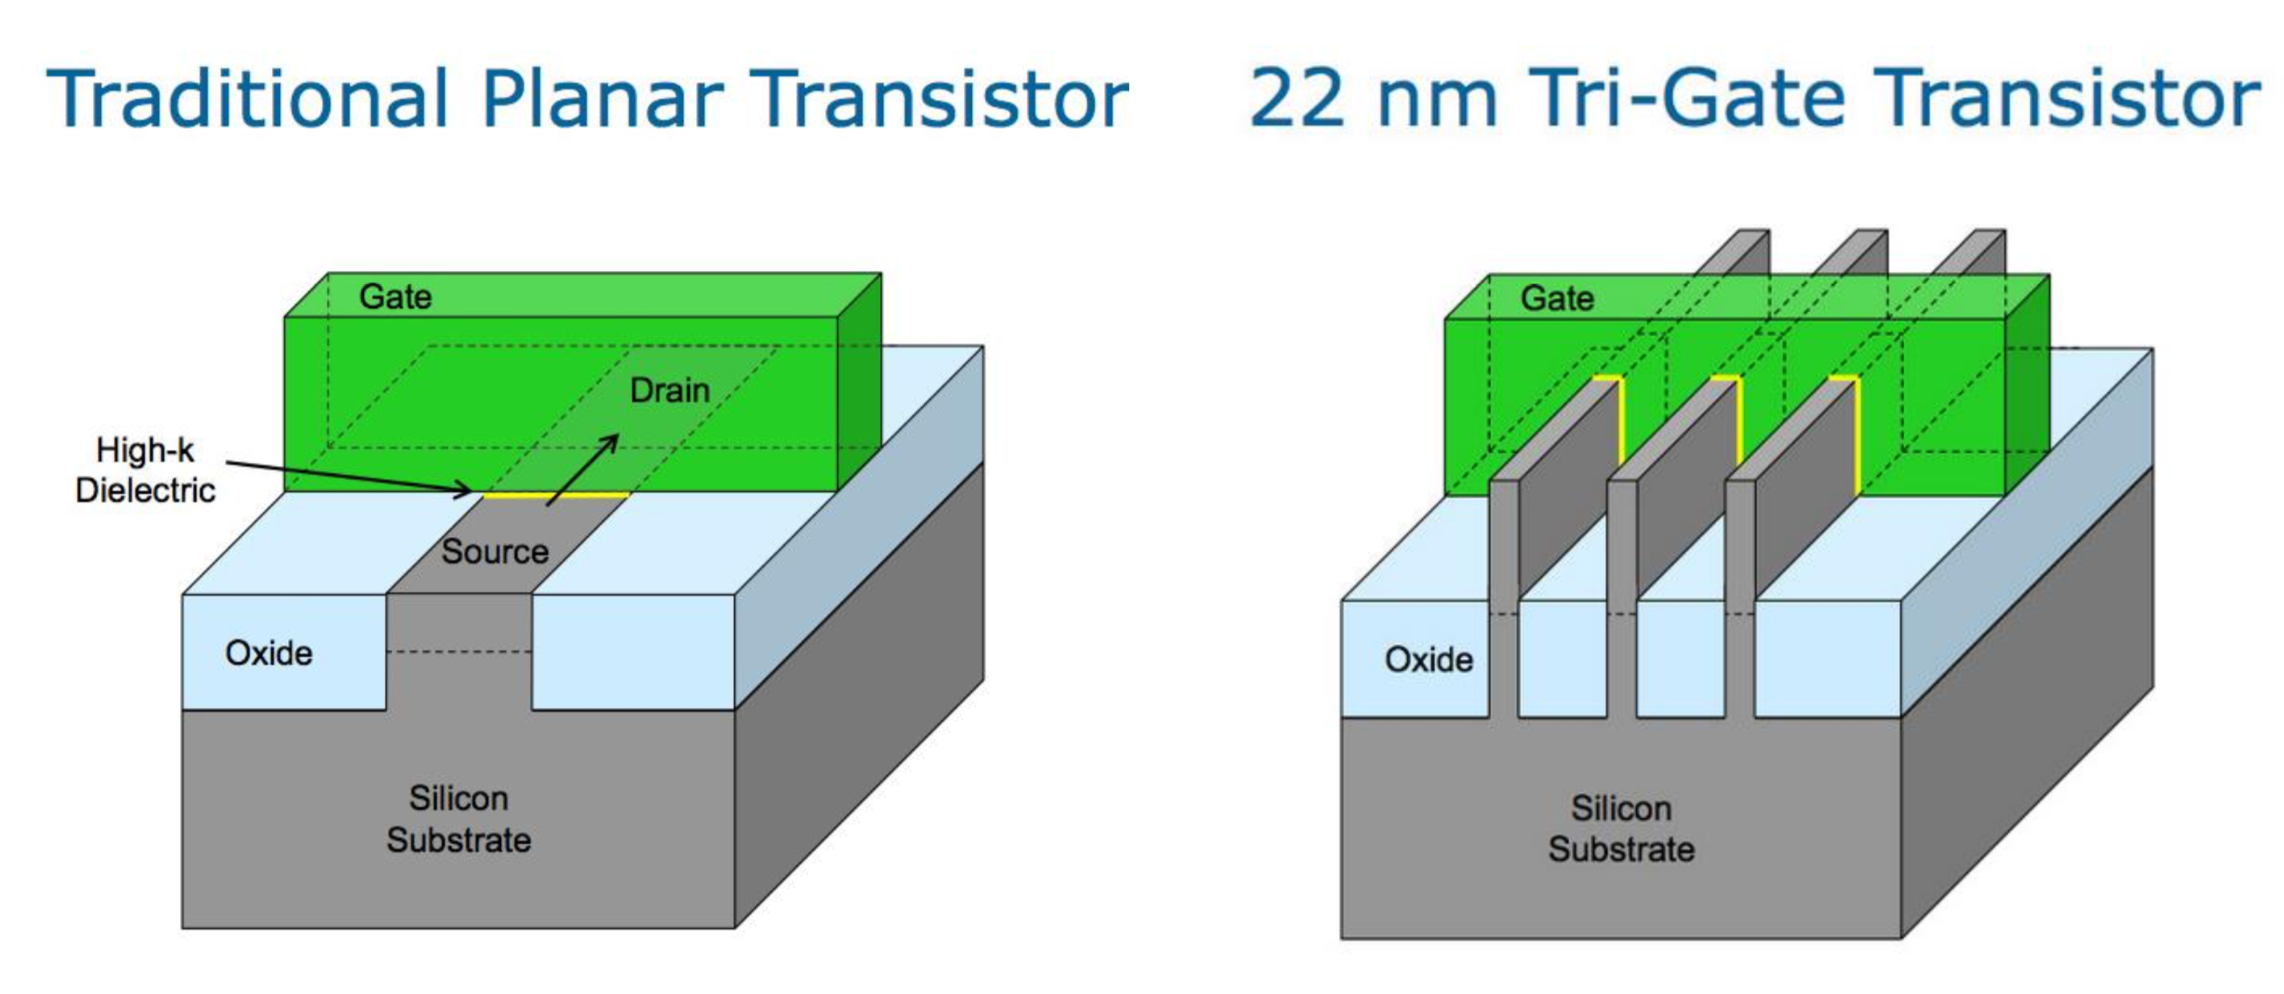 Traditional Planar Transistor
Gate
Drain
High-k
Dielectric
Source
Oxide
Silicon
Substrate
22 nm Tri-Gate Transistor
Gate
Oxide
Silicon
Substrate